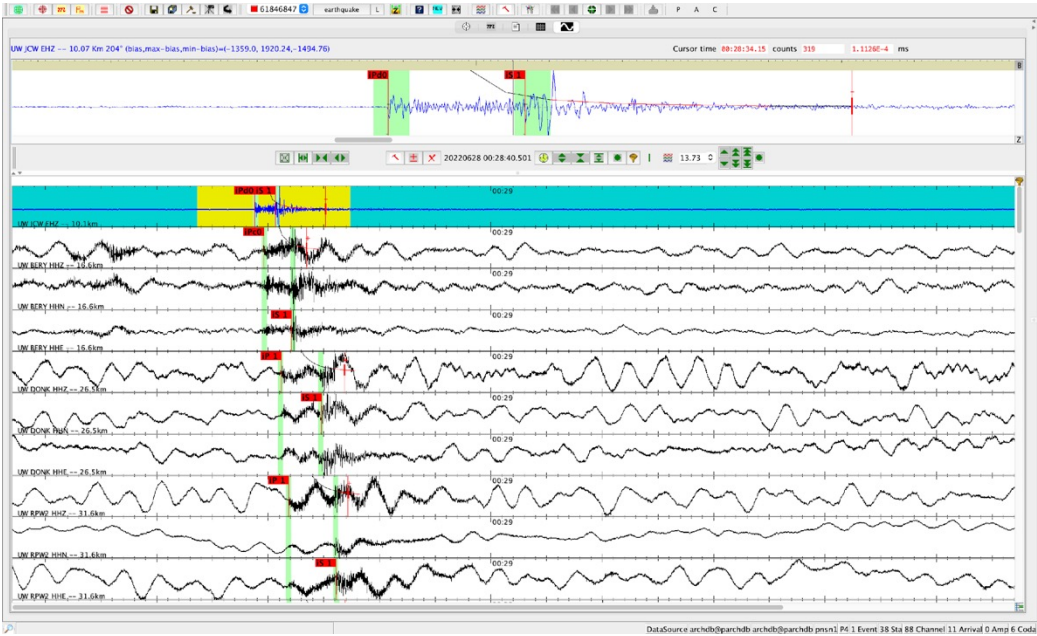 61846847 earthquake L Z P A C
UW JCW EHZ -- 10.07 Km 204° (bias,max-bias,min-bias)=(-1359.0, 1920.24,-1494.76) Cursor time 00:28:34.15 counts 319 1.1126E-4 ms
B
iPd0 iS 1
Z
20220628 00:28:40.501 13.73
iPd0 iS 1 00:29
UW JCW EHZ -- 10.1km
iPc0 00:29
UW BERY HHZ -- 16.6km
00:29
UW BERY HHN -- 16.6km
iS 1 00:29
UW BERY HHE -- 16.6km
iP 1 00:29
UW DONK HHZ -- 26.5km
iS 1 00:29
UW DONK HHN -- 26.5km
00:29
UW DONK HHE -- 26.5km
iP 1 00:29
UW RPW2 HHZ -- 31.6km
00:29
UW RPW2 HHN -- 31.6km
iS 1 00:29
UW RPW2 HHE -- 31.6km
DataSource archdb@parchdb archdb@parchdb pnsn1 P4 1 Event 38 Sta 88 Channel 11 Arrival 0 Amp 6 Coda